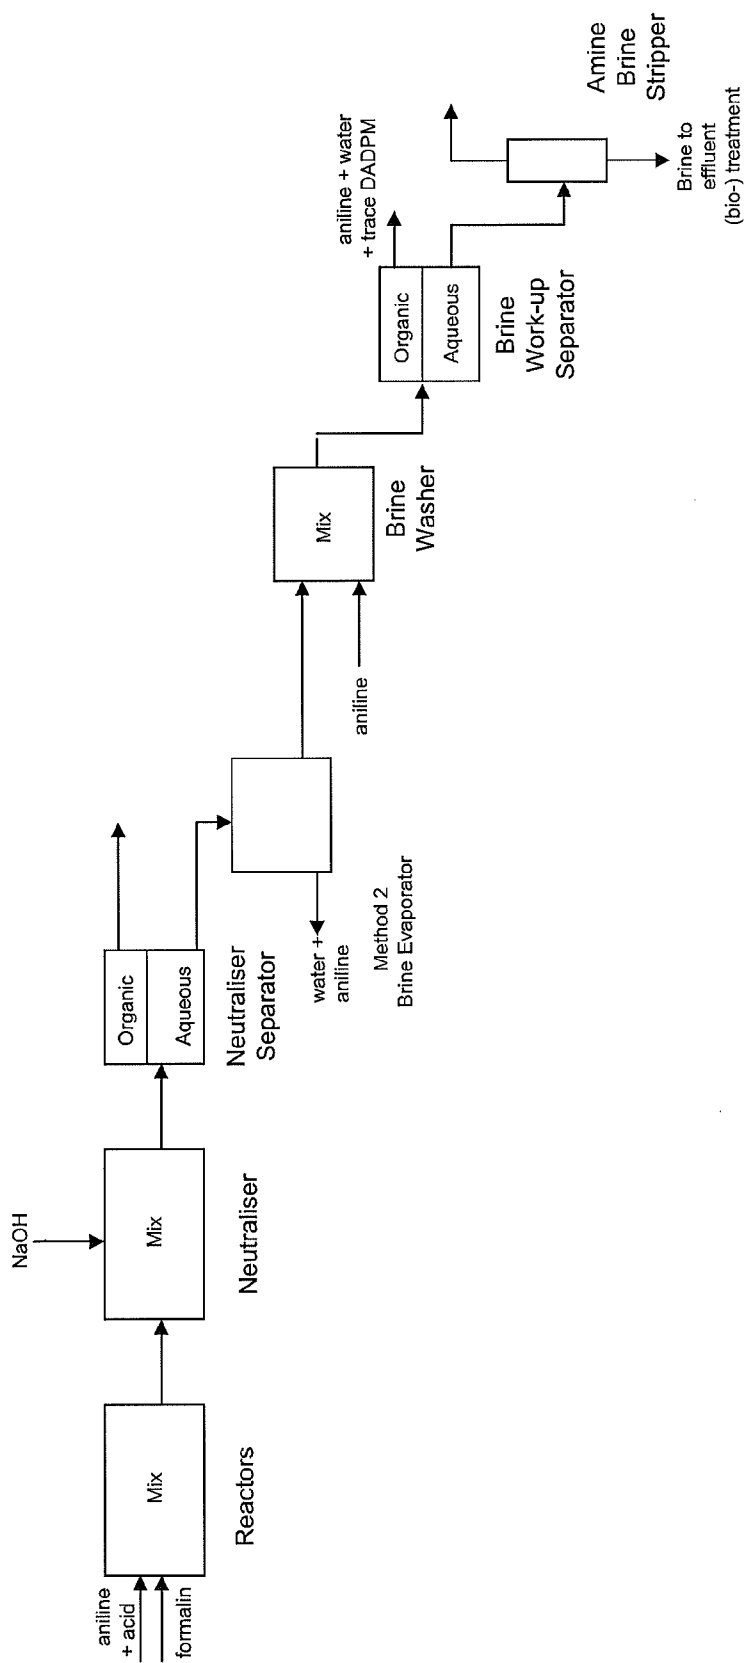 aniline
+ acid
formalin
Mix
Reactors
NaOH
Mix
Neutraliser
Organic
Aqueous
Neutraliser
Separator
water +
aniline
Method 2
Brine Evaporator
aniline
Mix
Brine
Washer
Organic
Aqueous
Brine
Work-up
Separator
aniline + water
+ trace DADPM
Amine
Brine
Stripper
Brine to
effluent
(bio-) treatment